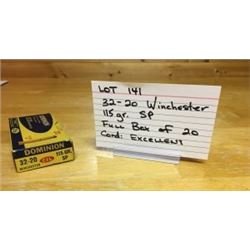 LOT 141
32-20 Winchester
115 gr. SP
Full Box of 20
Cond: Excellent
DOMINION
32-20 CIL 115 GR.
WINCHESTER SP